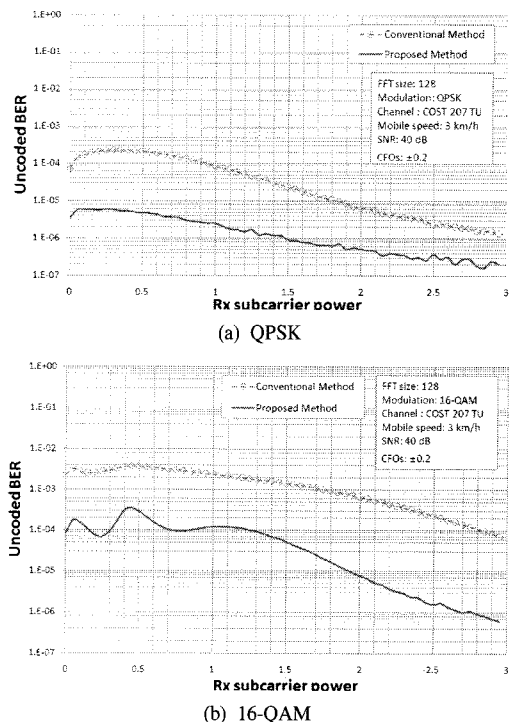 1.E+00
1.E-01
1.E-02
1.E-03
1.E-04
1.E-05
1.E-06
1.E-07
Uncoded BER
Conventional Method
Proposed Method
FFT size: 128
Modulation: QPSK
Channel : COST 207 TU
Mobile speed: 3 km/h
SNR: 40 dB
CFOs: ±0.2
0 0.5 1 1.5 2 2.5 3
Rx subcarrier power
(a) QPSK
1.E+00
1.E-01
1.E-02
1.E-03
1.E-04
1.E-05
1.E-06
1.E-07
Uncoded BER
Conventional Method
Proposed Method
FFT size: 128
Modulation: 16-QAM
Channel : COST 207 TU
Mobile speed: 3 km/h
SNR: 40 dB
CFOs: ±0.2
0 0.5 1 1.5 2 2.5 3
Rx subcarrier power
(b) 16-QAM